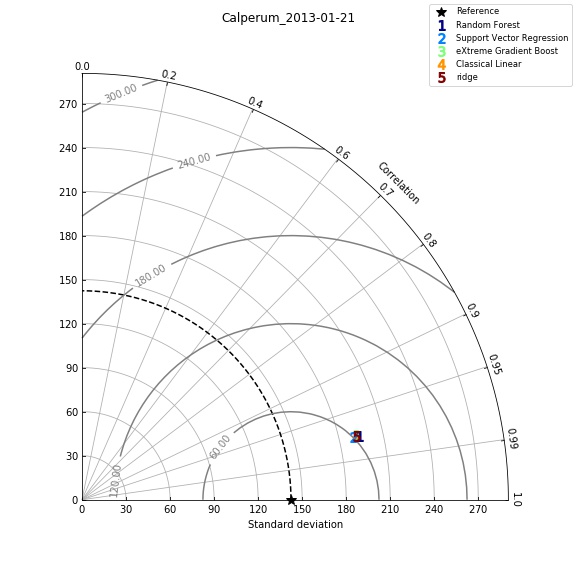 Calperum_2013-01-21
Reference
1 Random Forest
2 Support Vector Regression
3 eXtreme Gradient Boost
4 Classical Linear
5 ridge
0.0
0.2
0.4
0.6
0.7
0.8
0.9
0.95
0.99
1.0
Correlation
300.00
240.00
180.00
120.00
60.00
270
240
210
180
150
120
90
60
30
0
0 30 60 90 120 150 180 210 240 270
Standard deviation